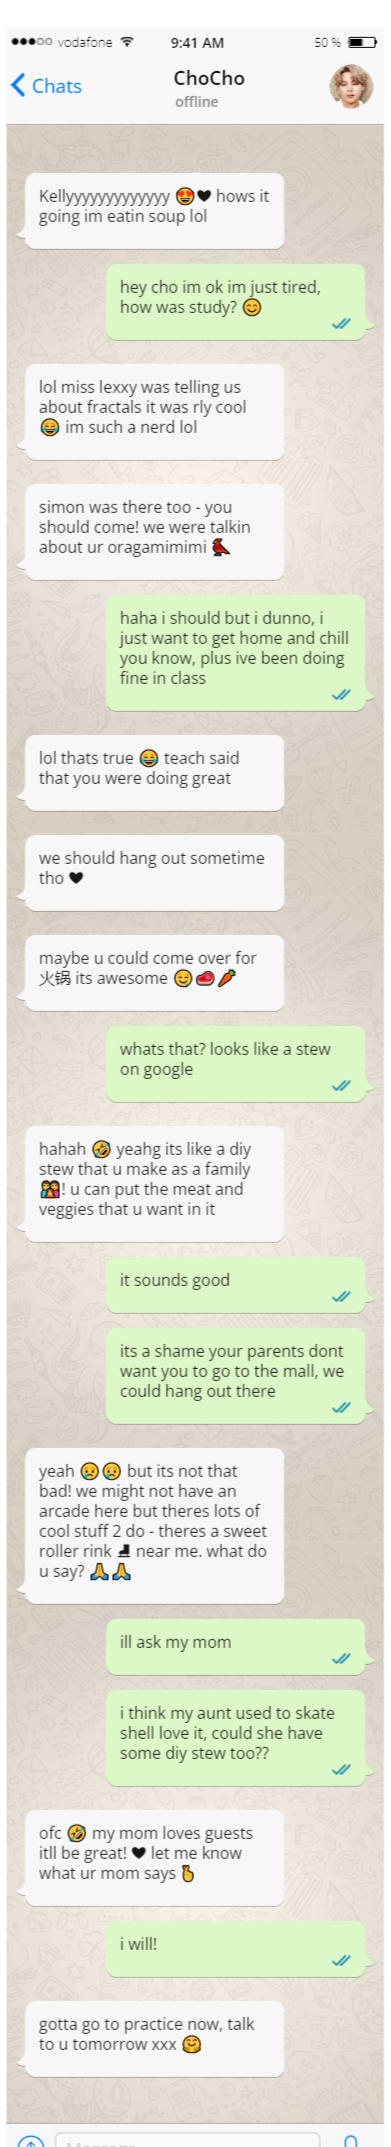 vodafone 9:41 AM 50 %
Chats
ChoCho
offline
Kellyyyyyyyyyyyyy 😍🖤 hows it
going im eatin soup lol
hey cho im ok im just tired,
how was study? 😊
lol miss lexxy was telling us
about fractals it was rly cool
😂 im such a nerd lol
simon was there too - you
should come! we were talkin
about ur oragamimimi 🐦
haha i should but i dunno, i
just want to get home and chill
you know, plus ive been doing
fine in class
lol thats true 😂 teach said
that you were doing great
we should hang out sometime
tho 🖤
maybe u could come over for
火锅 its awesome 😋🥩🥕
whats that? looks like a stew
on google
hahah 🤣 yeahg its like a diy
stew that u make as a family
👪! u can put the meat and
veggies that u want in it
it sounds good
its a shame your parents dont
want you to go to the mall, we
could hang out there
yeah 😢😢 but its not that
bad! we might not have an
arcade here but theres lots of
cool stuff 2 do - theres a sweet
roller rink ⛸ near me. what do
u say? 🙏🙏
ill ask my mom
i think my aunt used to skate
shell love it, could she have
some diy stew too??
ofc 🤣 my mom loves guests
itll be great! 🖤 let me know
what ur mom says 🫰
i will!
gotta go to practice now, talk
to u tomorrow xxx 🤗
Message